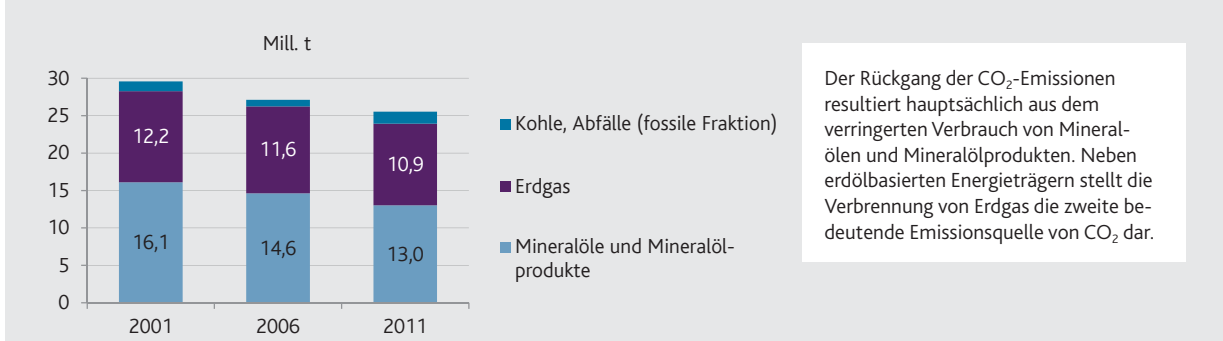 Mill. t
30
25
20
15
10
5
0
12,2
16,1
11,6
14,6
10,9
13,0
2001
2006
2011
Kohle, Abfälle (fossile Fraktion)
Erdgas
Mineralöle und Mineralöl-
produkte
Der Rückgang der CO₂-Emissionen
resultiert hauptsächlich aus dem
verringerten Verbrauch von Mineral-
ölen und Mineralölprodukten. Neben
erdölbasierten Energieträgern stellt die
Verbrennung von Erdgas die zweite be-
deutende Emissionsquelle von CO₂ dar.